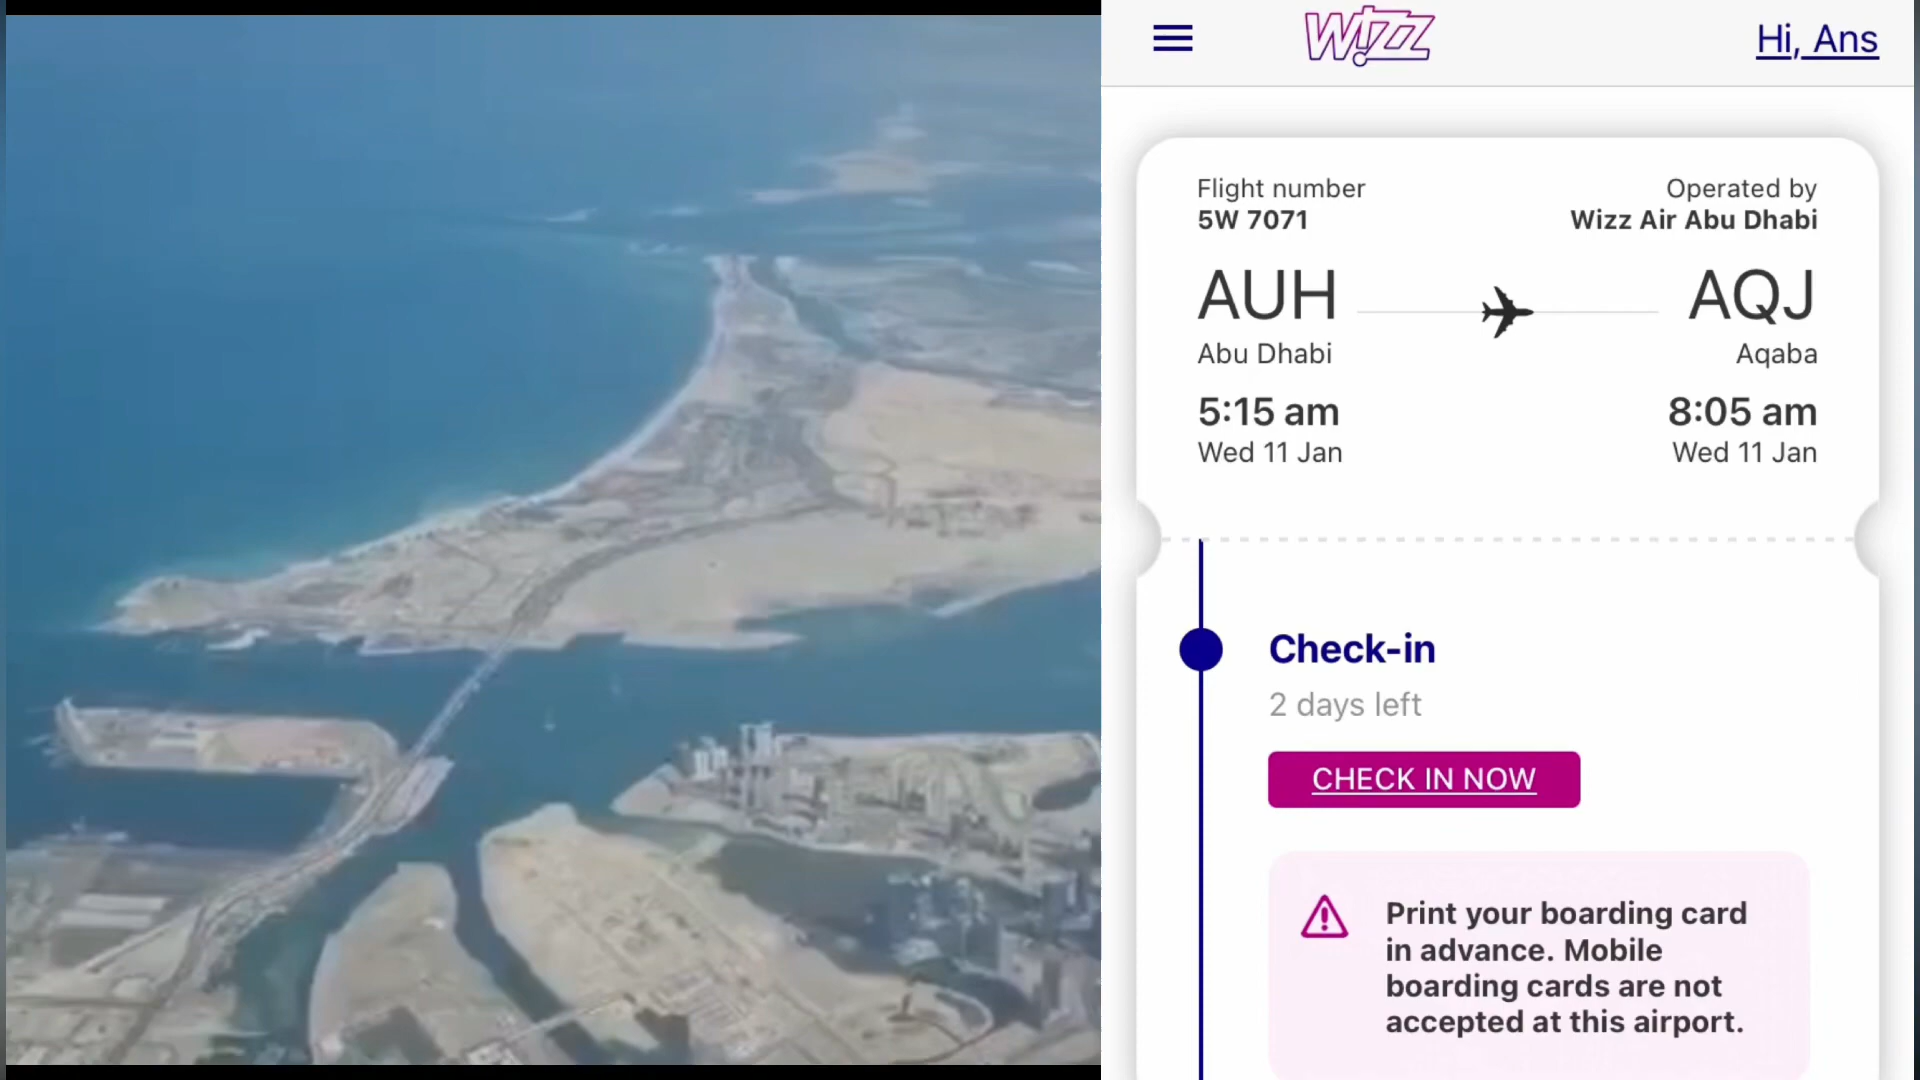 Wizz
Hi, Ans
Flight number
5W 7071
Operated by
Wizz Air Abu Dhabi
AUH
AQJ
Abu Dhabi
Aqaba
5:15 am
8:05 am
Wed 11 Jan
Wed 11 Jan
Check-in
2 days left
CHECK IN NOW
Print your boarding card
in advance. Mobile
boarding cards are not
accepted at this airport.